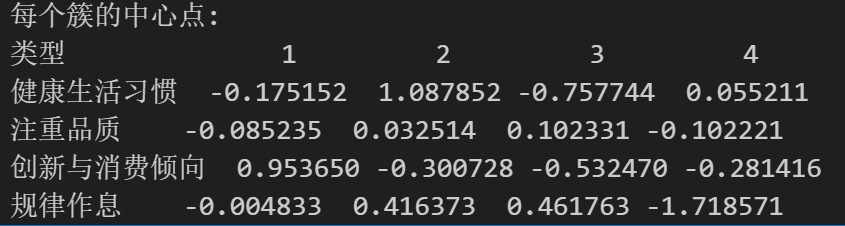 每个簇的中心点:
类型 1 2 3 4
健康生活习惯 -0.175152 1.087852 -0.757744 0.055211
注重品质 -0.085235 0.032514 0.102331 -0.102221
创新与消费倾向 0.953650 -0.300728 -0.532470 -0.281416
规律作息 -0.004833 0.416373 0.461763 -1.718571